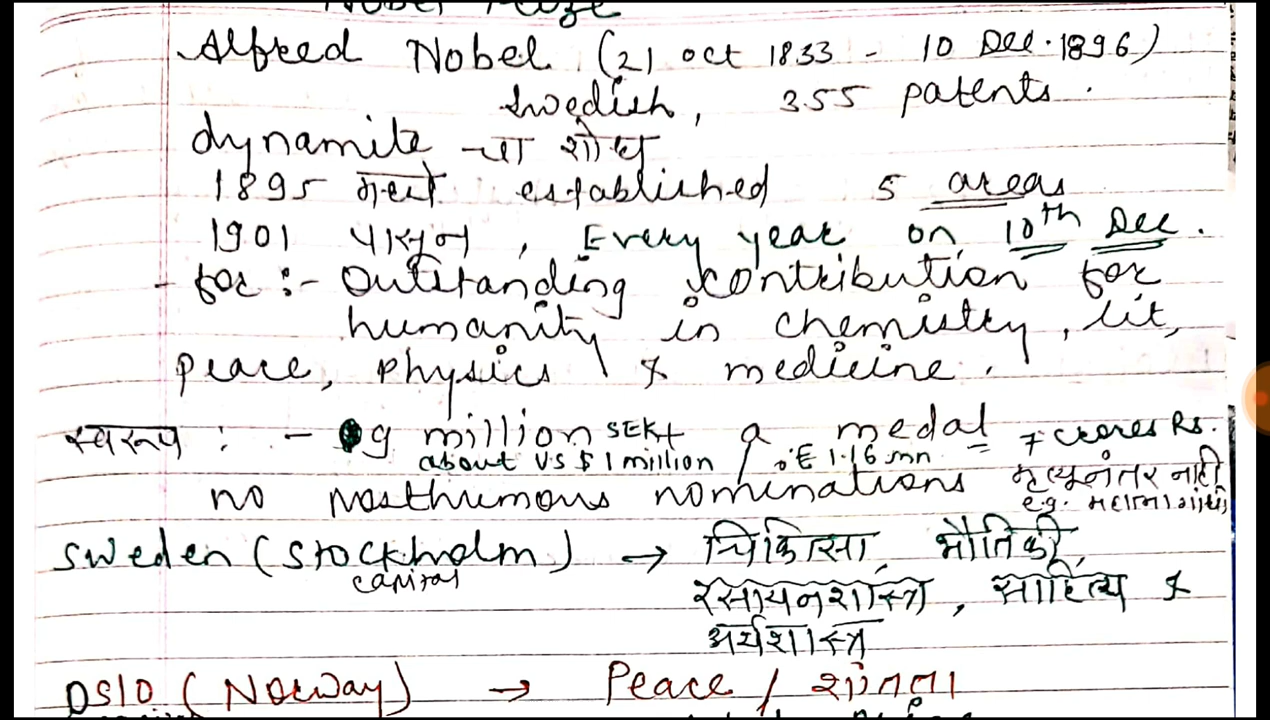 Nobel Prize
Alfred Nobel (21 oct 1833 - 10 Dec. 1896)
Swedish, 355 patents.
dynamite चा शोध
1895 मध्ये established 5 areas
1901 पासून, Every year on 10th Dec.
- for :- Outstanding contribution for
humanity in chemistry, lit,
peace, physics & medicine.
स्वरूप : - 9 million SEK + a medal 7 crores Rs.
about US $ 1 million / 1.16 mn
no posthumous nominations मृत्यूनंतर नाही
e.g. महात्मा गांधी
Sweden (Stockholm) → चिकित्सा, भौतिकी,
capital
रसायनशास्त्र, साहित्य &
अर्थशास्त्र
Oslo (Norway) → Peace / शांतता